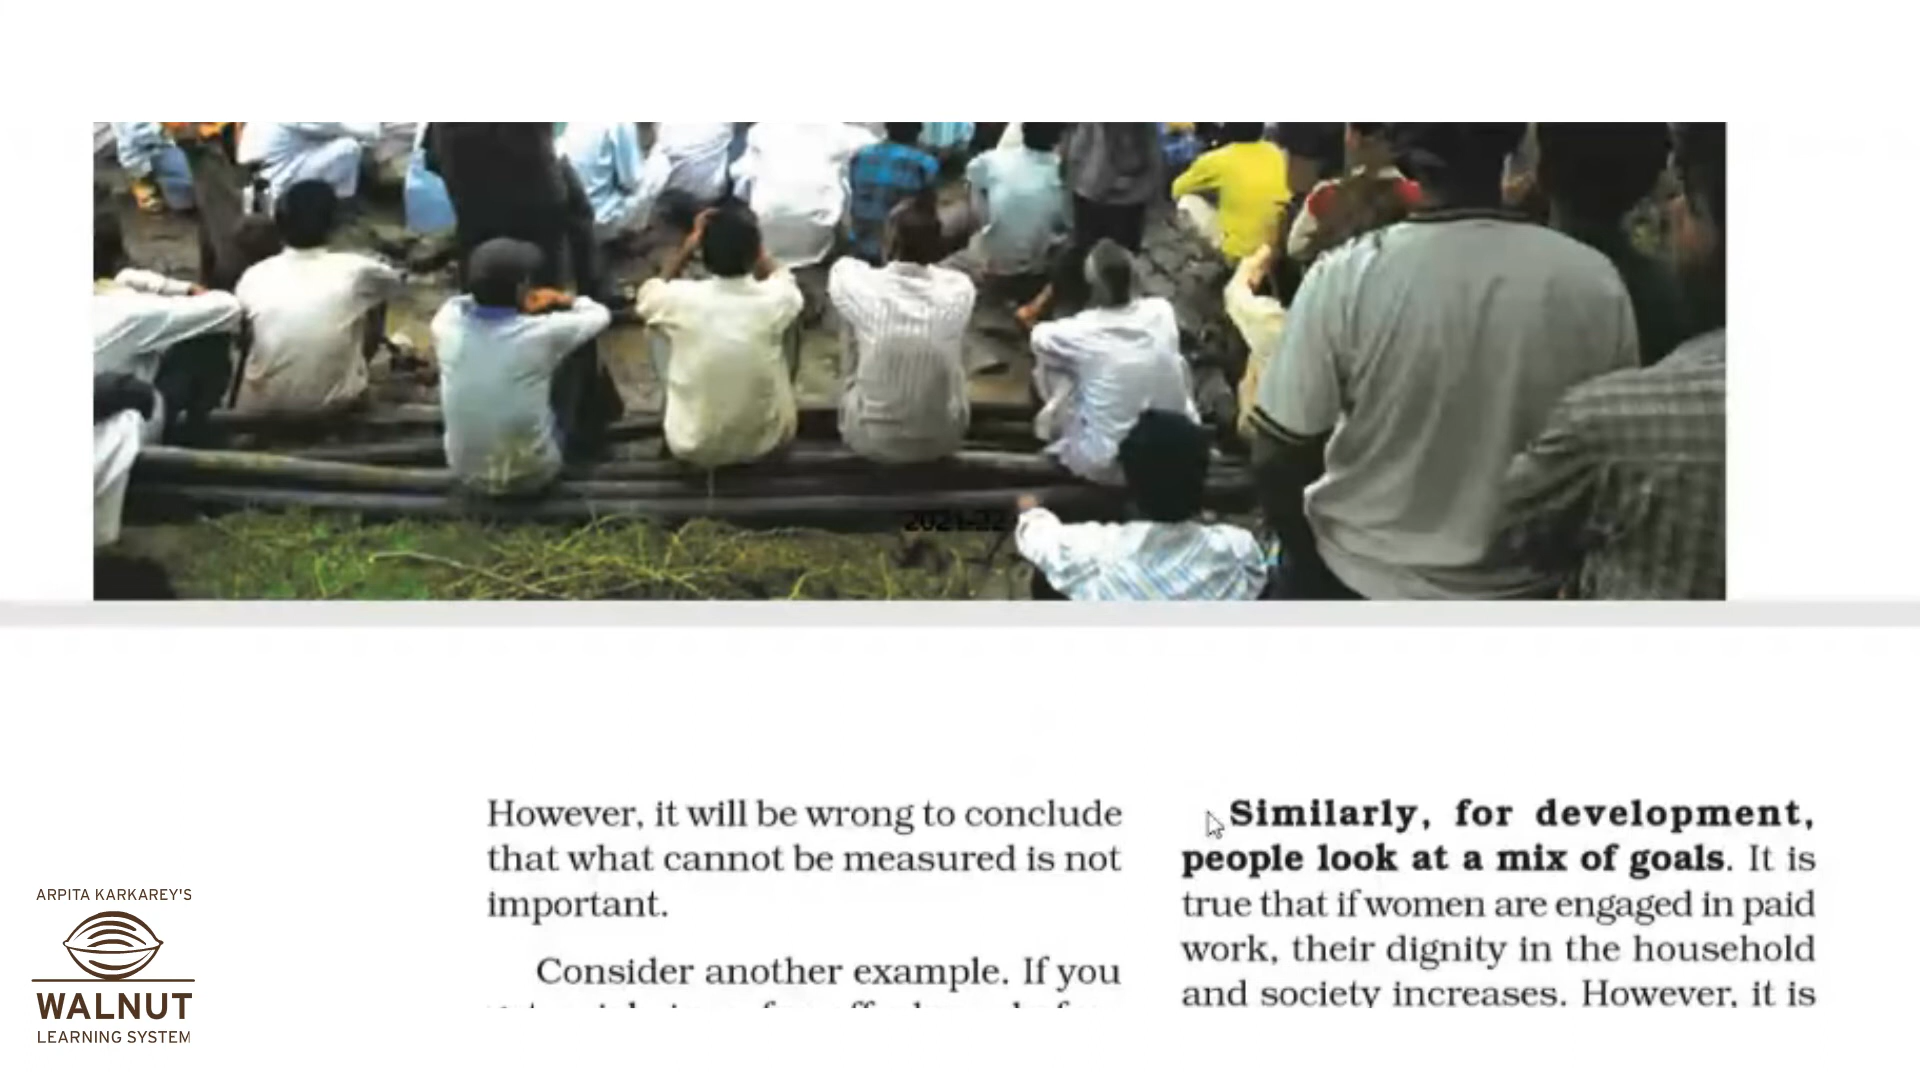 2021-22
However, it will be wrong to conclude
that what cannot be measured is not
important.
Consider another example. If you
Similarly, for development,
people look at a mix of goals. It is
true that if women are engaged in paid
work, their dignity in the household
and society increases. However, it is
ARPITA KARKAREY'S
WALNUT
LEARNING SYSTEM